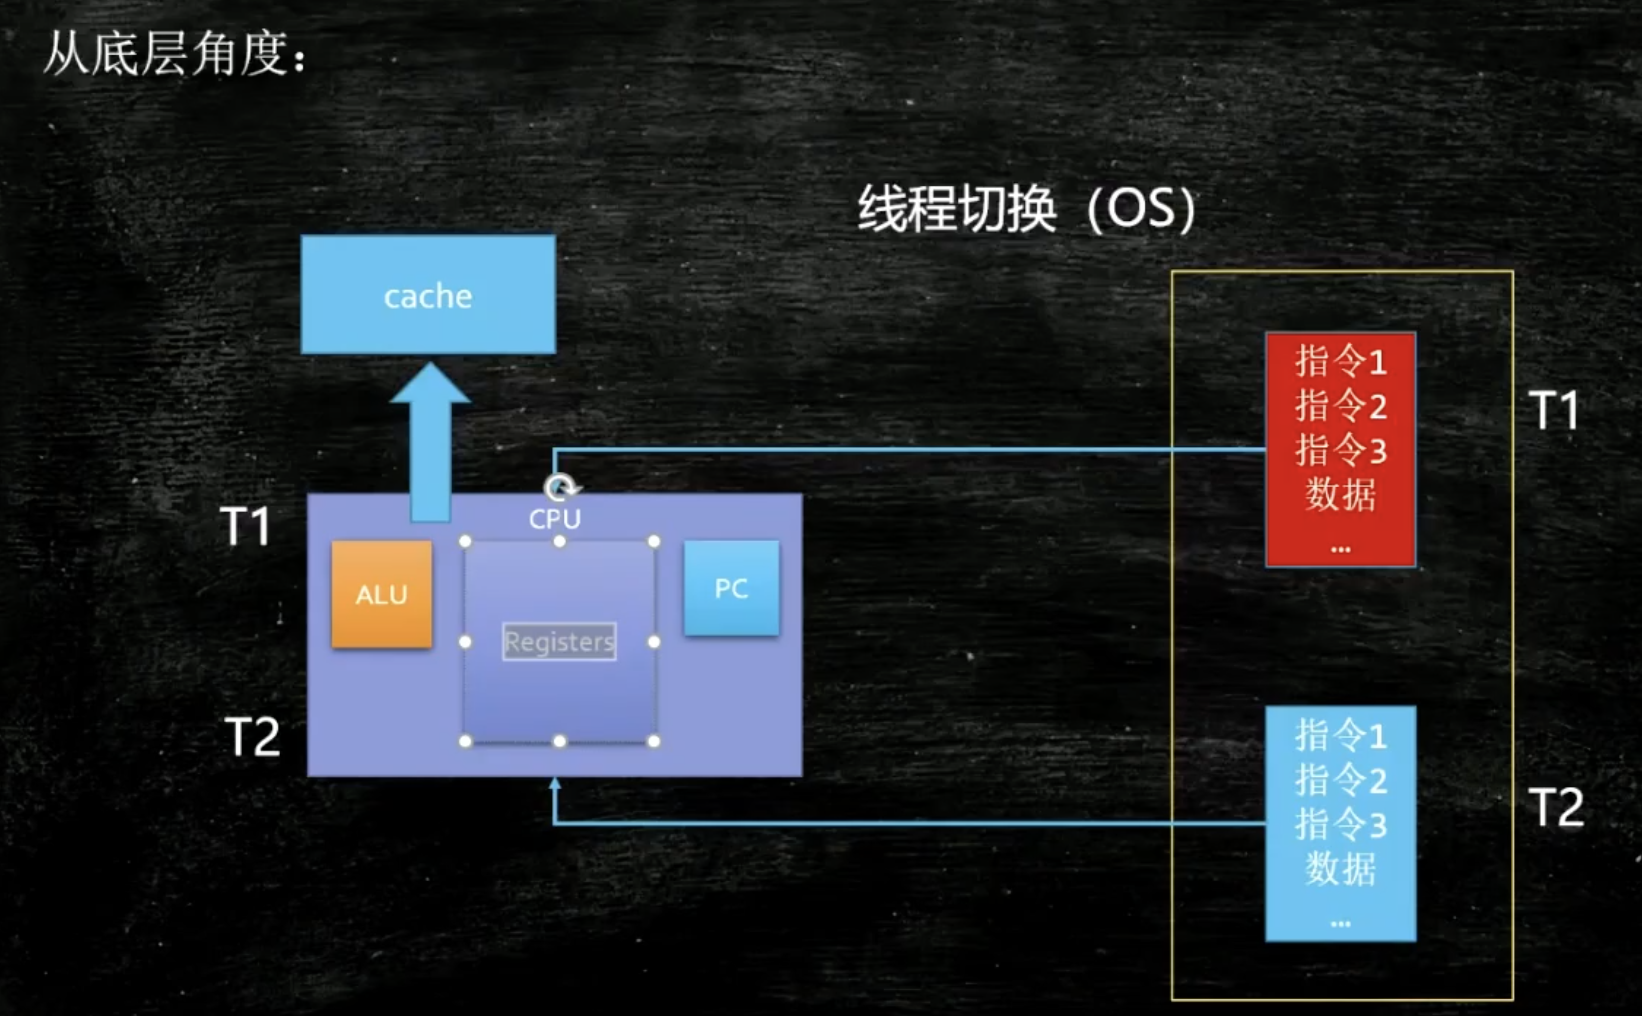 从底层角度：
线程切换（OS）
cache
T1
T2
CPU
ALU
Registers
PC
指令1
指令2
指令3
数据
...
T1
指令1
指令2
指令3
数据
...
T2